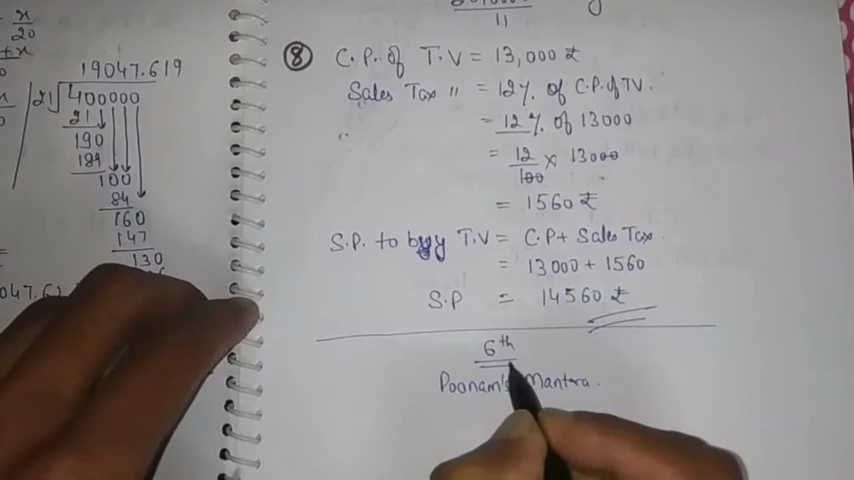 x
20
+x
19047.619
21 400000
21
190
189
100
84
160
147
130
11
8 C.P. of T.V = 13,000 ₹
Sales Tax " = 12% of C.P. of TV.
= 12% of 13000
= 12/100 x 13000
= 1560 ₹
S.P. to buy T.V = C.P + Sales Tax.
= 13000 + 1560
S.P = 14560 ₹
6th
Poonam's Mantra.